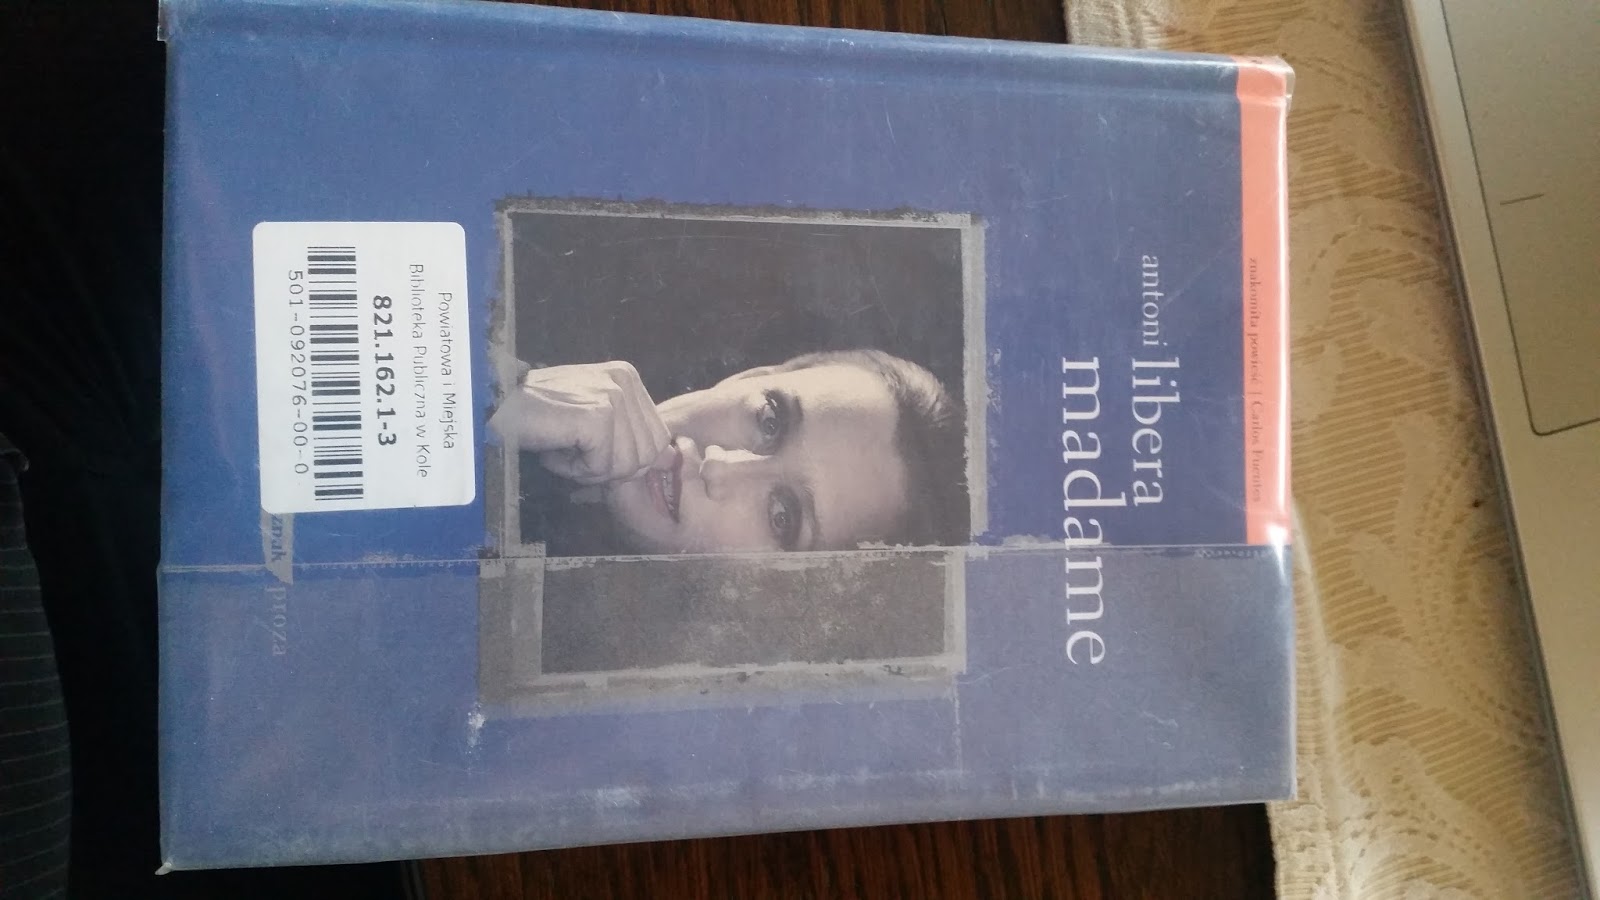 znakomita powieść | Carlos Fuentes
antoni libera
madame
Powiatowa i Miejska
Biblioteka Publiczna w Kole
821.162.1-3
501-092076-00-0
znak proza